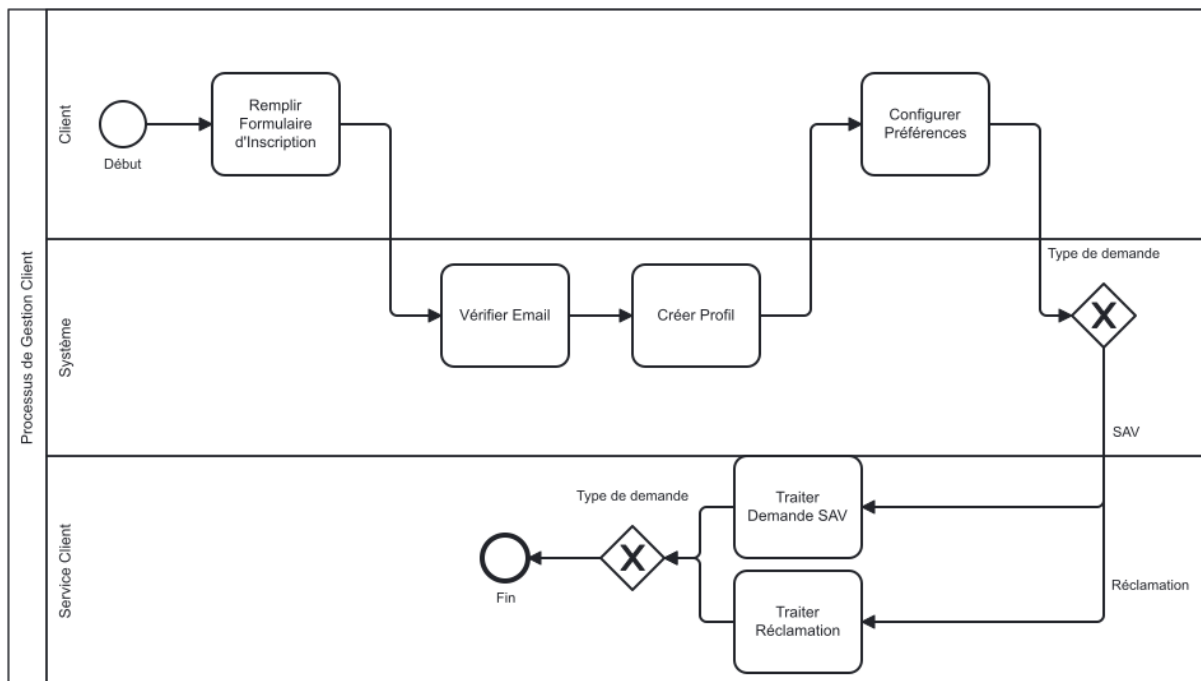 Processus de Gestion Client
Client
Début
Remplir
Formulaire
d'Inscription
Configurer
Préférences
Système
Vérifier Email
Créer Profil
Type de demande
X
SAV
Service Client
Traiter
Demande SAV
Type de demande
X
Fin
Traiter
Réclamation
Réclamation